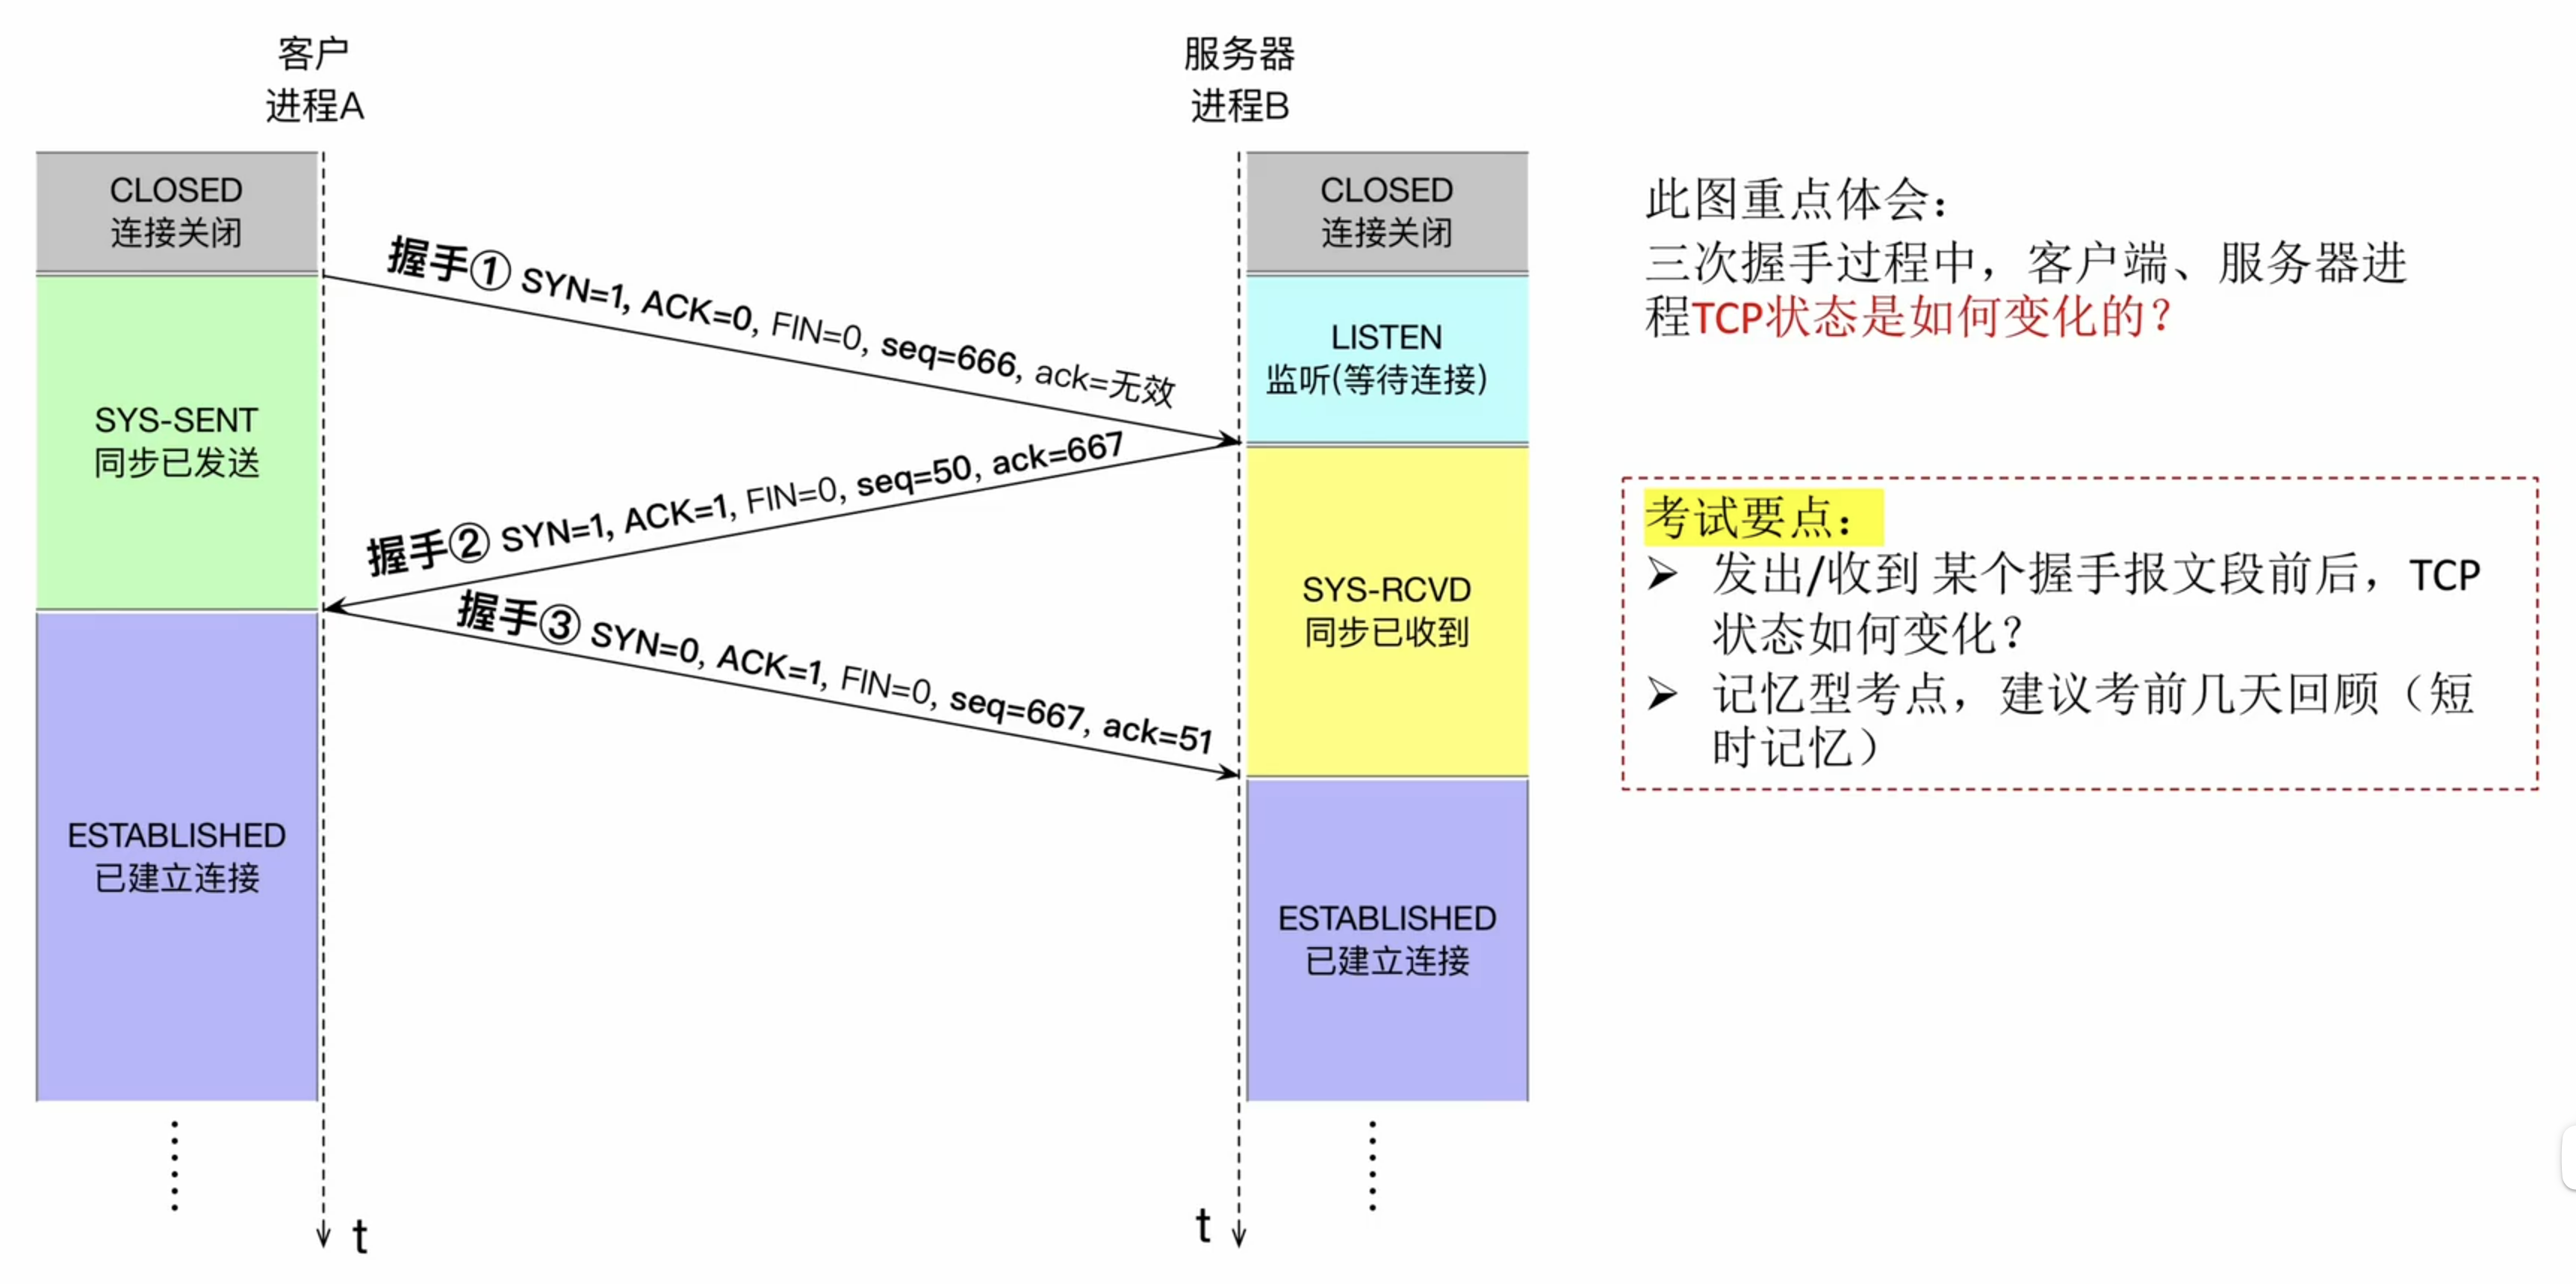 客户
进程A
服务器
进程B
CLOSED
连接关闭
SYS-SENT
同步已发送
ESTABLISHED
已建立连接
握手① SYN=1, ACK=0, FIN=0, seq=666, ack=无效
握手② SYN=1, ACK=1, FIN=0, seq=50, ack=667
握手③ SYN=0, ACK=1, FIN=0, seq=667, ack=51
t
CLOSED
连接关闭
LISTEN
监听(等待连接)
SYS-RCVD
同步已收到
ESTABLISHED
已建立连接
t
此图重点体会：
三次握手过程中，客户端、服务器进
程TCP状态是如何变化的？
考试要点：
➢ 发出/收到 某个握手报文段前后，TCP
状态如何变化？
➢ 记忆型考点，建议考前几天回顾（短
时记忆）